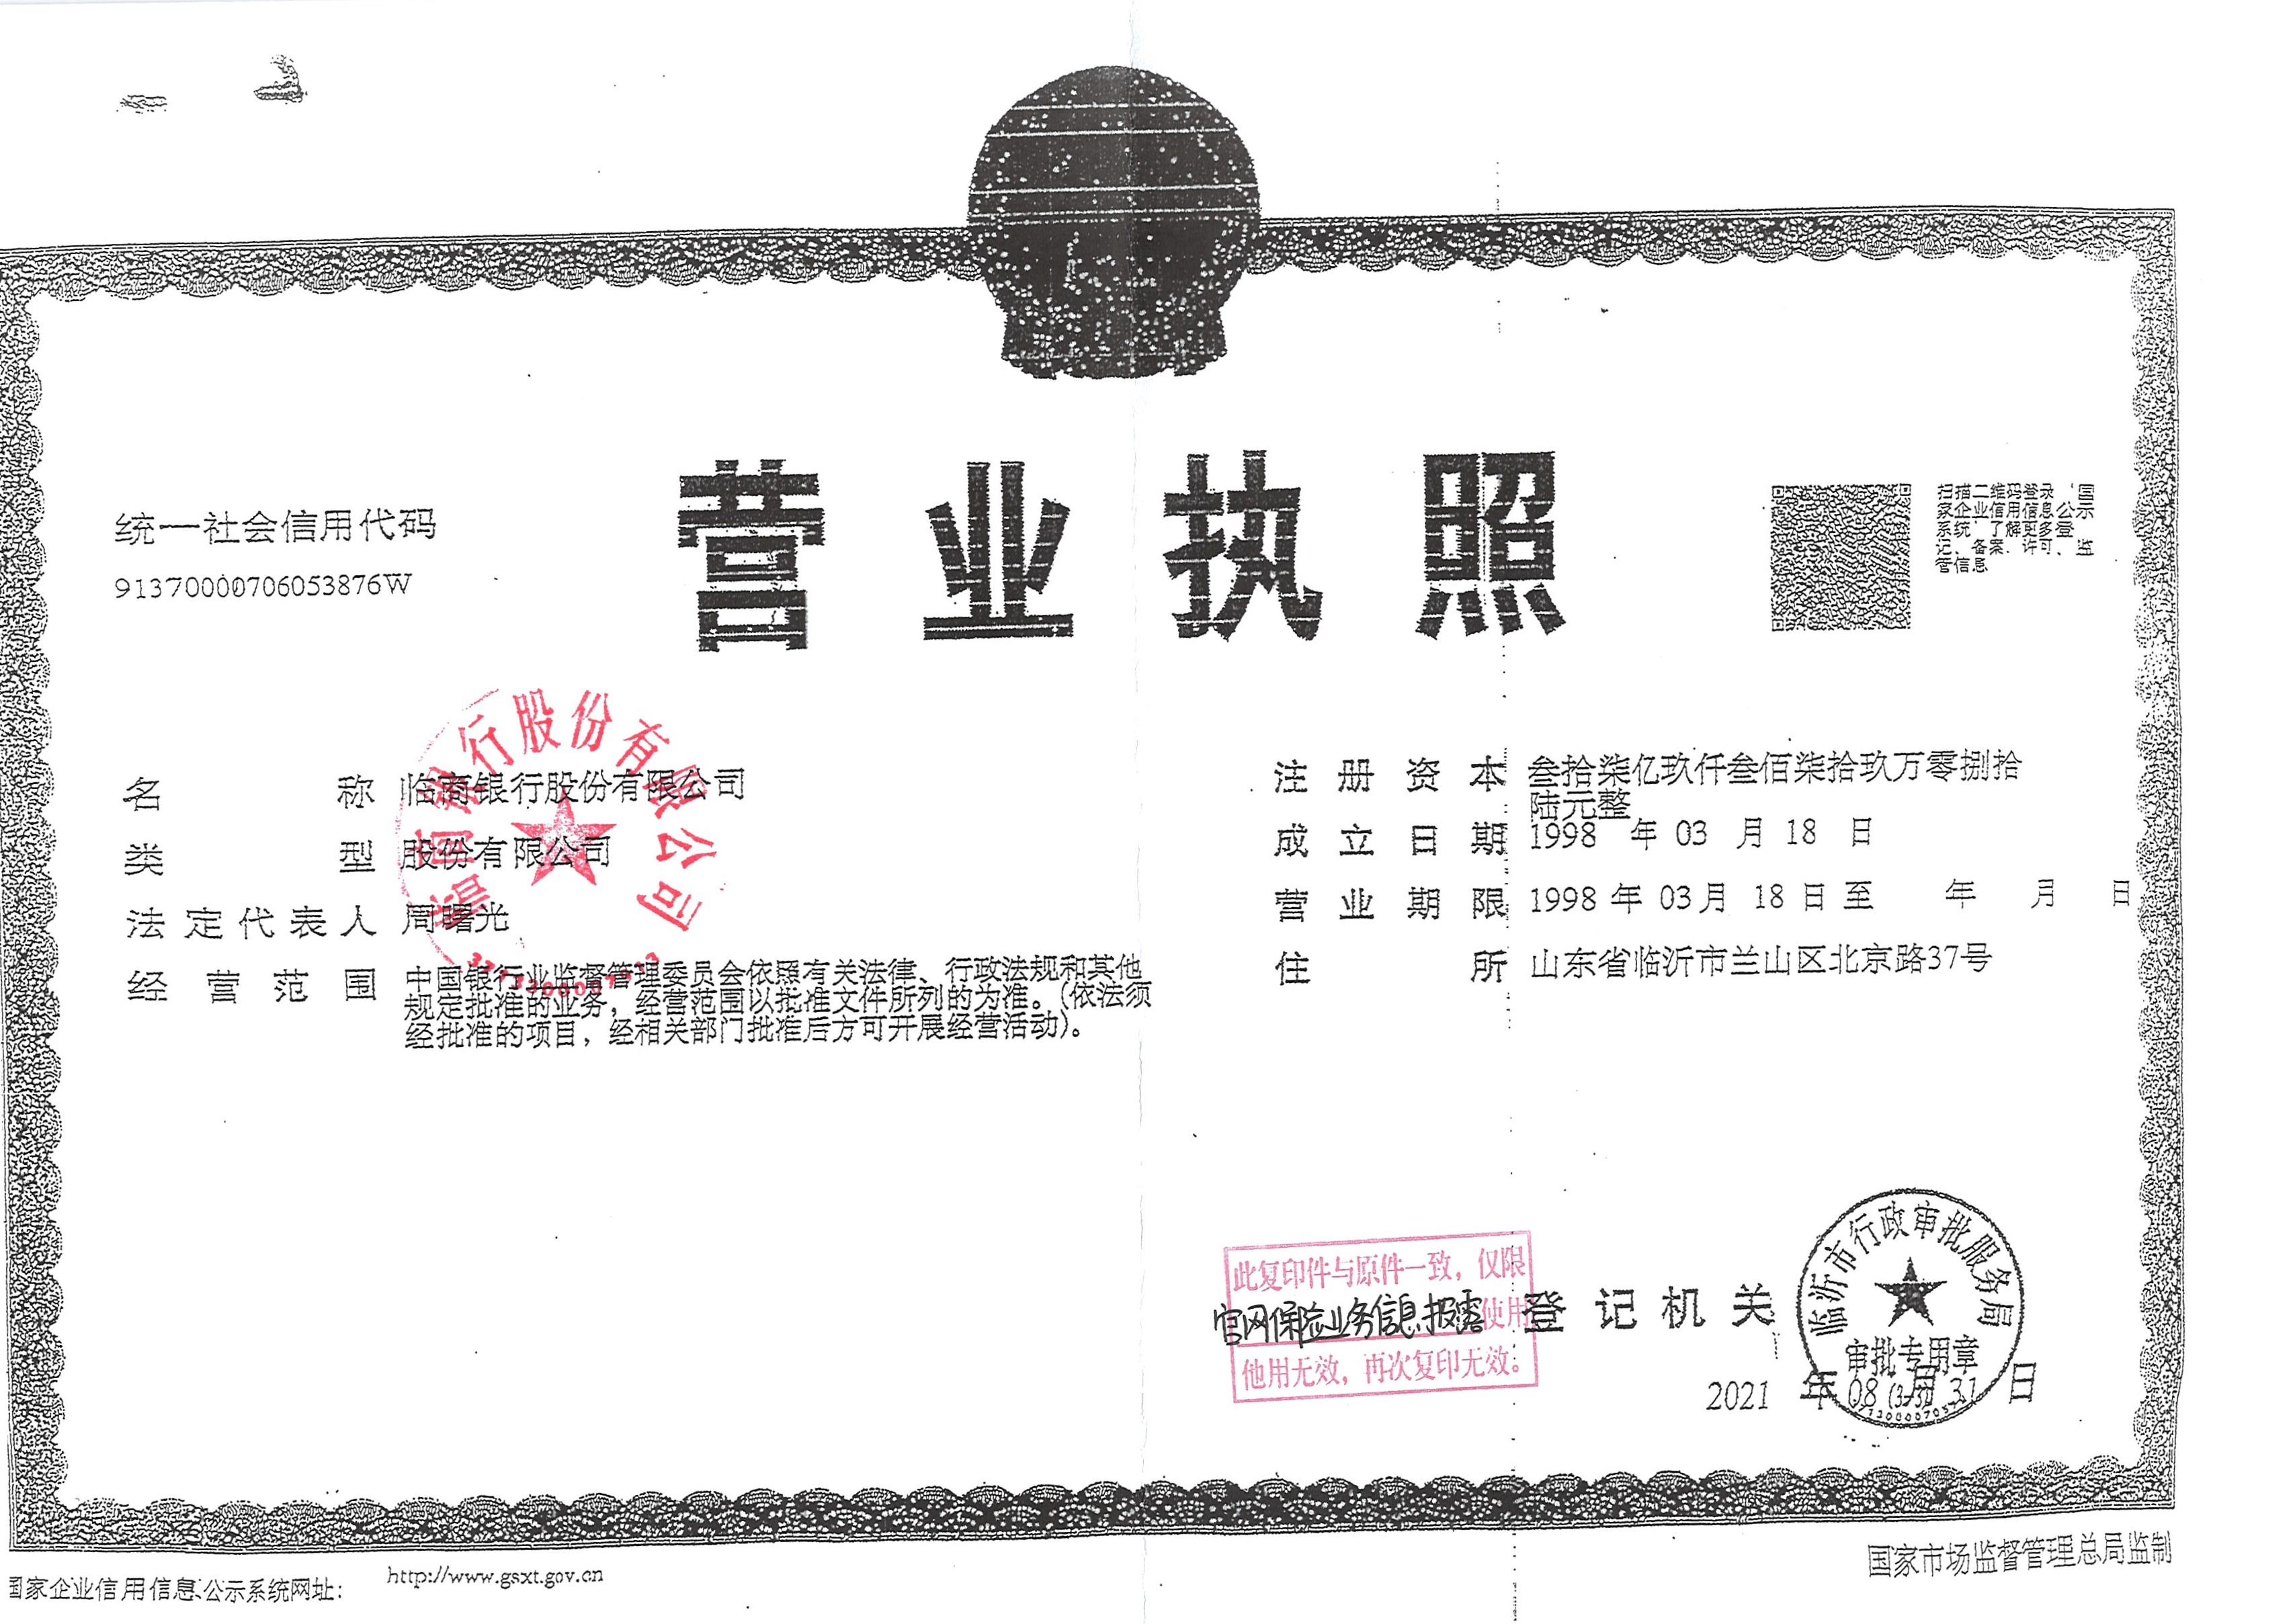 营业执照
统一社会信用代码
91370000706053876W
扫描二维码登录‘国
家企业信用信息公示
系统’了解更多登
记、备案、许可、监
管信息
名称 临商银行股份有限公司
类型 股份有限公司
法定代表人 周曙光
经营范围 中国银行业监督管理委员会依照有关法律、行政法规和其他
规定批准的业务，经营范围以批准文件所列的为准。（依法须
经批准的项目，经相关部门批准后方可开展经营活动）。
临商银行股份有限公司
注册资本 叁拾柒亿玖仟叁佰柒拾玖万零捌拾
陆元整
成立日期 1998 年 03 月 18 日
营业期限 1998 年 03月 18 日 至 年 月 日
住所 山东省临沂市兰山区北京路37号
此复印件与原件一致，仅限
官网保险业务信息披露 使用
他用无效，再次复印无效。
登记机关
临沂市行政审批服务局
审批专用章
2021 年 08 月 31 日
国家企业信用信息公示系统网址： http://www.gsxt.gov.cn
国家市场监督管理总局监制